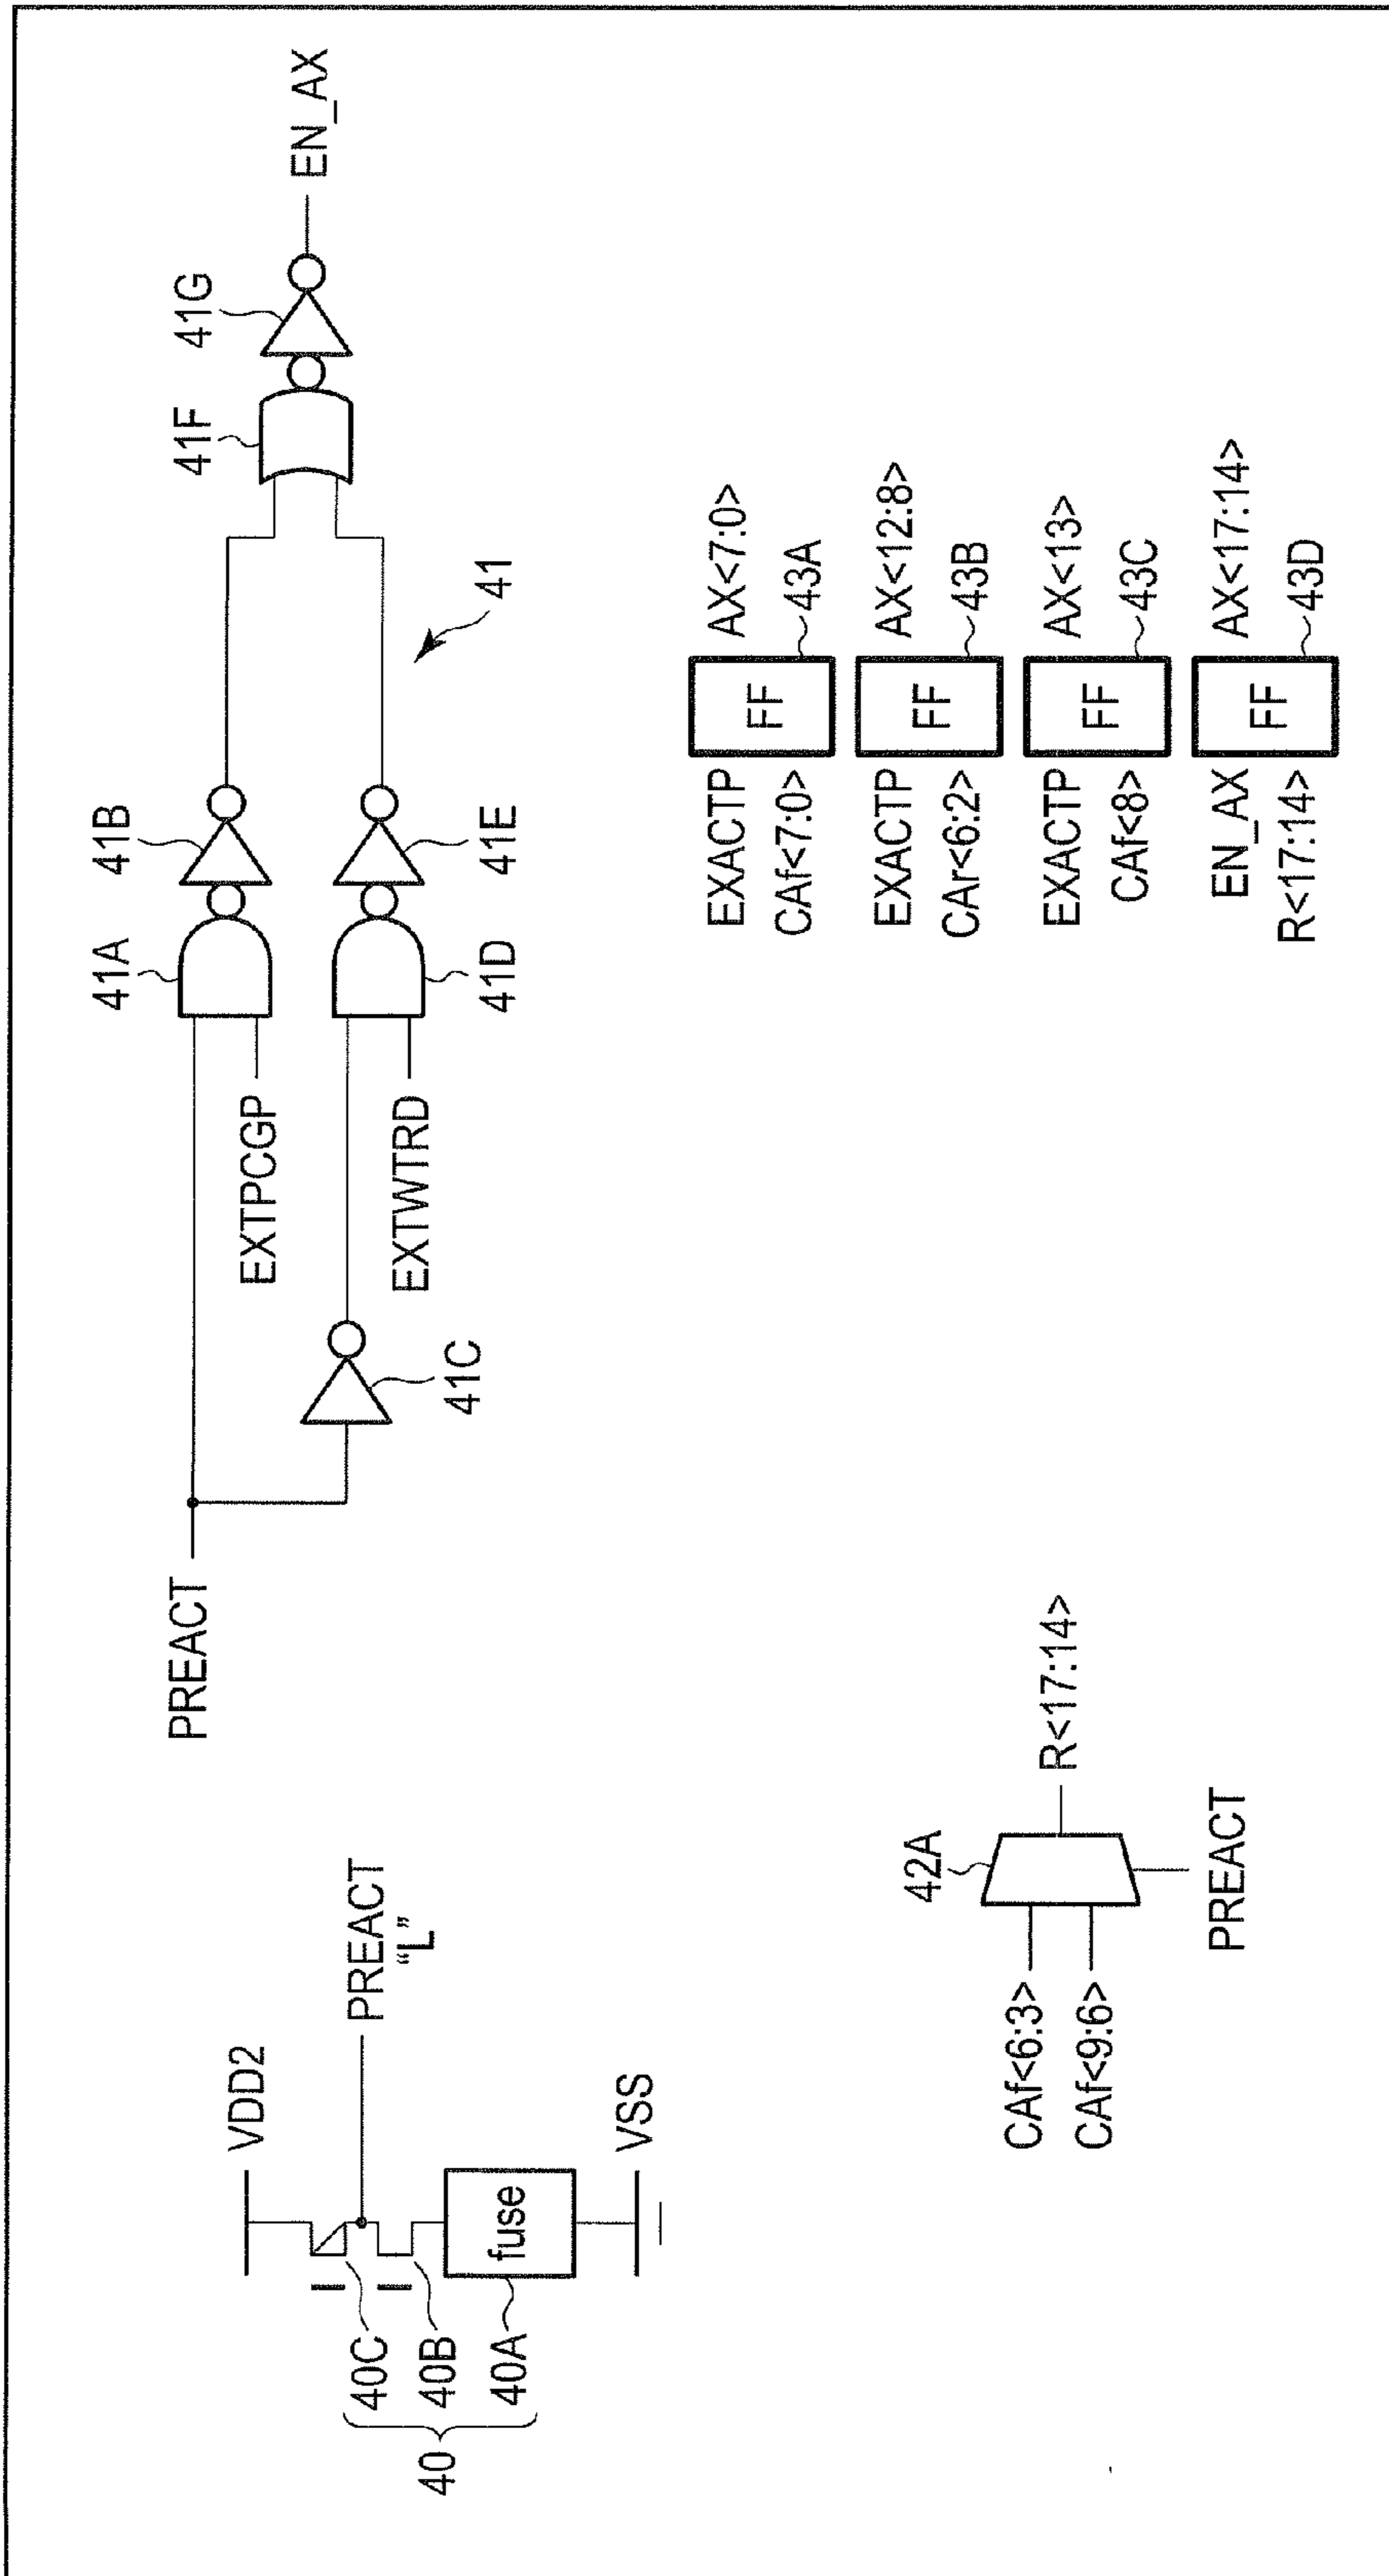 VDD2
40C
40B
40A
40
fuse
VSS
PREACT
“L”
PREACT
41C
EXTPCGP
EXTWTRD
41A
41B
41D
41E
41
41F
41G
EN_AX
CAf<6:3>
CAf<9:6>
42A
PREACT
R<17:14>
EXACTP
CAf<7:0>
FF
AX<7:0>
43A
EXACTP
CAr<6:2>
FF
AX<12:8>
43B
EXACTP
CAf<8>
FF
AX<13>
43C
EN_AX
R<17:14>
FF
AX<17:14>
43D